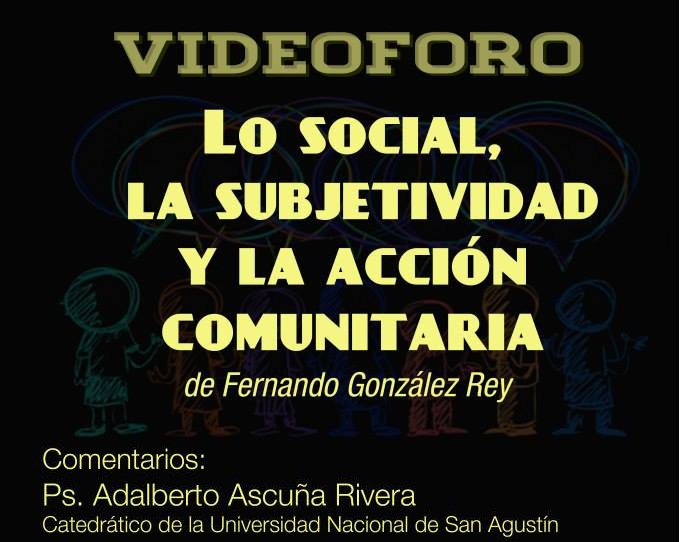 VIDEOFORO
LO SOCIAL,
LA SUBJETIVIDAD
Y LA ACCIÓN
COMUNITARIA
de Fernando González Rey
Comentarios:
Ps. Adalberto Ascuña Rivera
Catedrático de la Universidad Nacional de San Agustín